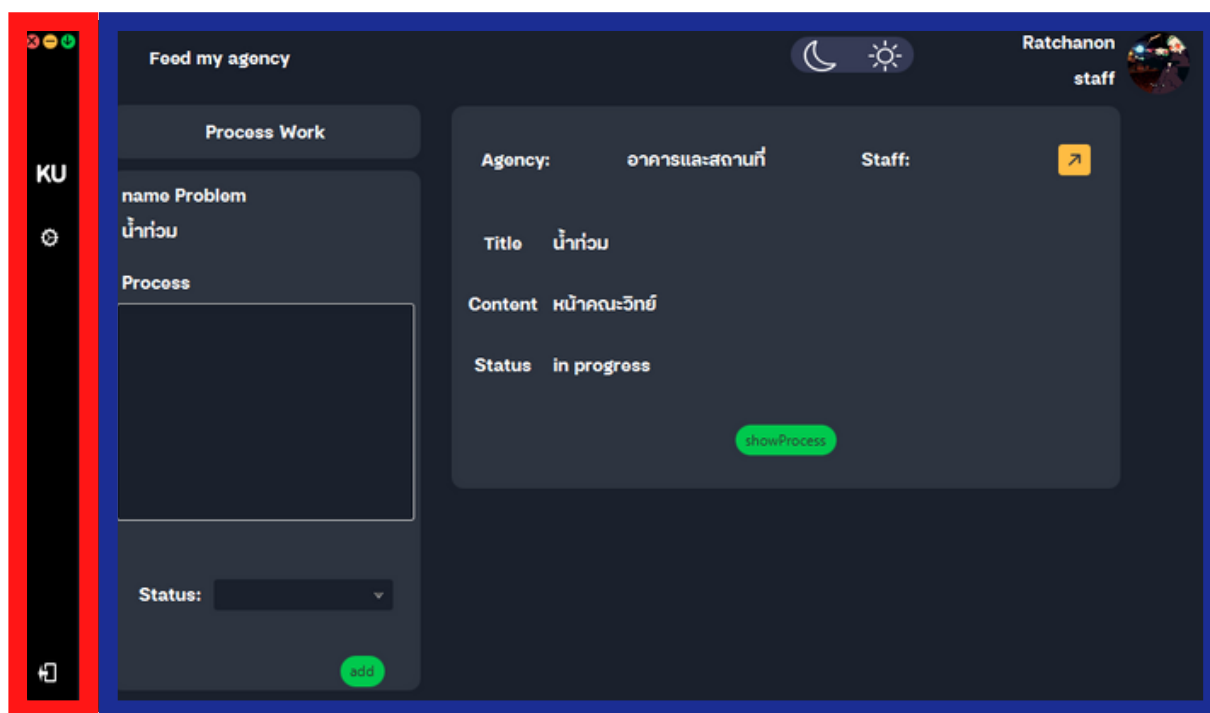 KU
Feed my agency
Ratchanon
staff
Process Work
name Problem
น้ำท่วม
Process
Status:
add
Agency: อาคารและสถานที่ Staff:
Title น้ำท่วม
Content หน้าคณะวิทย์
Status in progress
showProcess